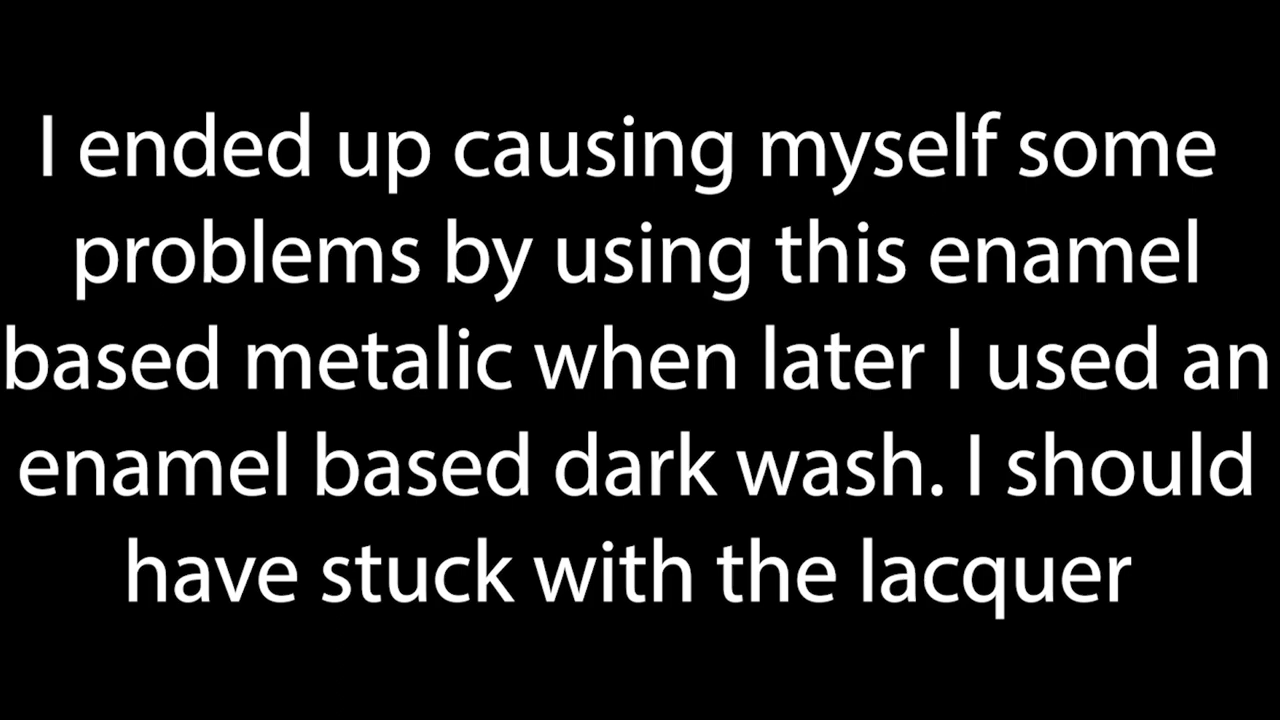 I ended up causing myself some
problems by using this enamel
based metalic when later I used an
enamel based dark wash. I should
have stuck with the lacquer